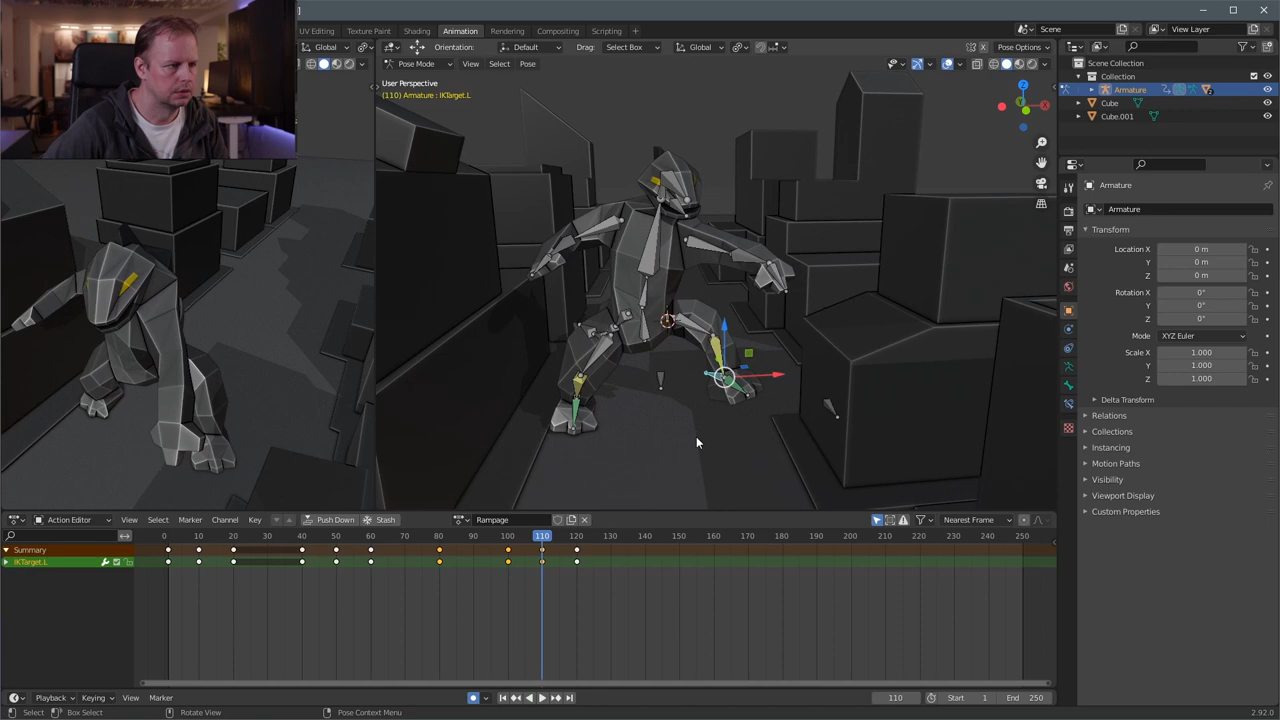 UV Editing Texture Paint Shading Animation Rendering Compositing Scripting Scene View Layer
Global Orientation: Default Drag: Select Box Global Pose Options
Pose Mode View Select Pose
User Perspective
(110) Armature : IKTarget.L
Scene Collection
Collection
Armature
Cube
Cube.001
Armature
Armature
Transform
Location X 0 m
Y 0 m
Z 0 m
Rotation X 0°
Y 0°
Z 0°
Mode XYZ Euler
Scale X 1.000
Y 1.000
Z 1.000
Delta Transform
Relations
Collections
Instancing
Motion Paths
Visibility
Viewport Display
Custom Properties
Action Editor View Select Marker Channel Key Push Down Stash Rampage Nearest Frame
0 10 20 30 40 50 60 70 80 90 100 110 120 130 140 150 160 170 180 190 200 210 220 230 240 250
Summary
IKTarget.L
Playback Keying View Marker 110 Start 1 End 250
Select Box Select Rotate View Pose Context Menu 2.92.0